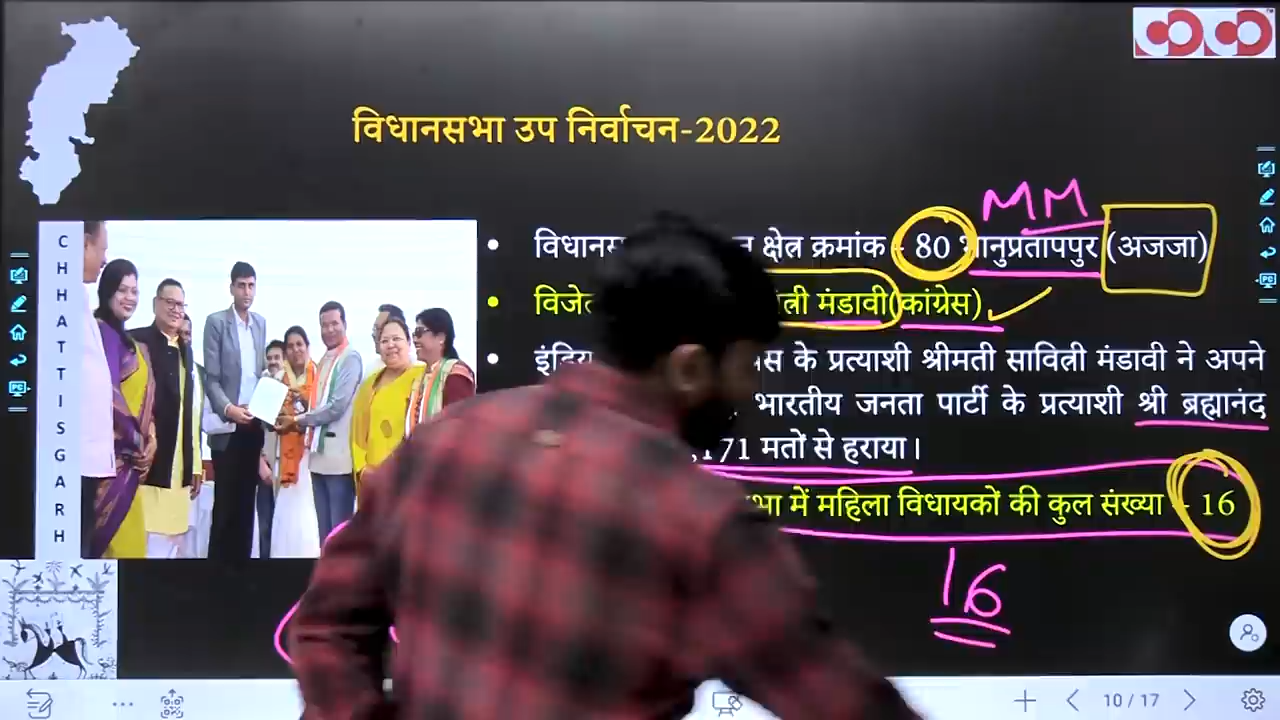 विधानसभा उप निर्वाचन-2022
MM
क्षेत्र क्रमांक - 80 भानुप्रतापपुर (अजजा)
मंडावी(कांग्रेस)
के प्रत्याशी श्रीमती सावित्री मंडावी ने अपने
भारतीय जनता पार्टी के प्रत्याशी श्री ब्रह्मानंद
,171 मतों से हराया।
में महिला विधायकों की कुल संख्या - 16
16
CHHATTISGARH
10 / 17